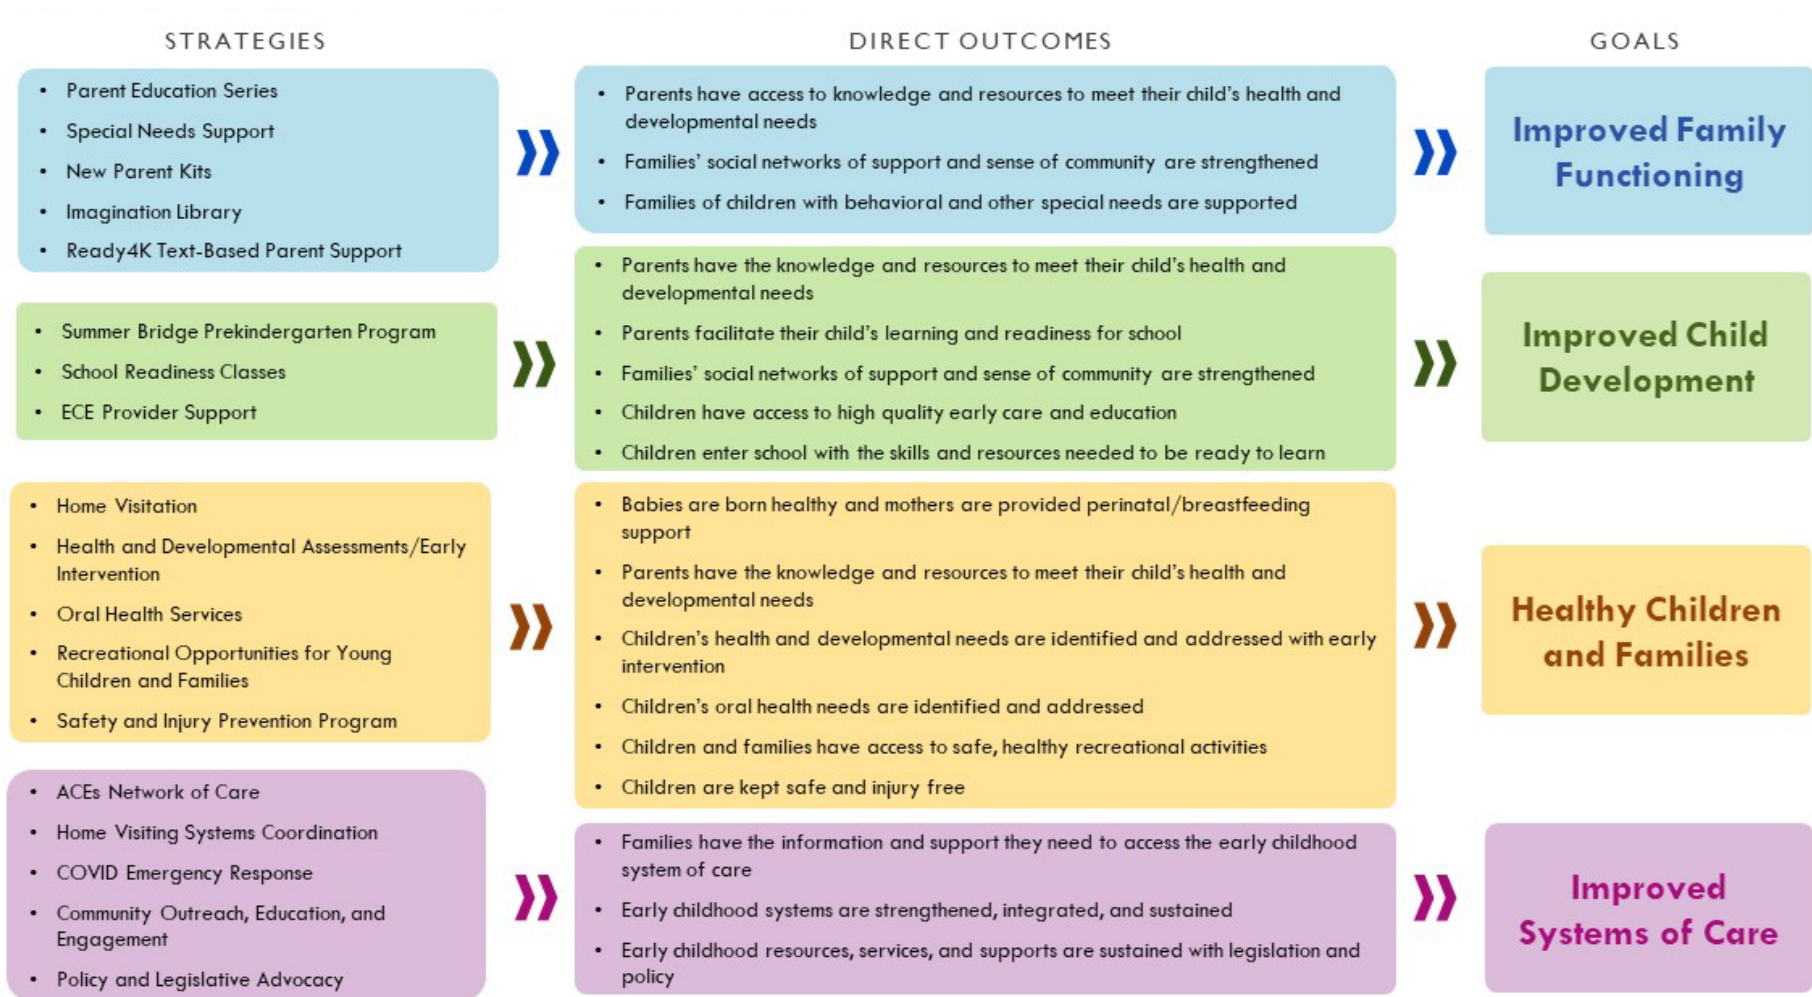 STRATEGIES
DIRECT OUTCOMES
GOALS
• Parent Education Series
• Special Needs Support
• New Parent Kits
• Imagination Library
• Ready4K Text-Based Parent Support
• Parents have access to knowledge and resources to meet their child's health and
developmental needs
• Families' social networks of support and sense of community are strengthened
• Families of children with behavioral and other special needs are supported
Improved Family
Functioning
• Summer Bridge Prekindergarten Program
• School Readiness Classes
• ECE Provider Support
• Parents have the knowledge and resources to meet their child's health and
developmental needs
• Parents facilitate their child's learning and readiness for school
• Families' social networks of support and sense of community are strengthened
• Children have access to high quality early care and education
• Children enter school with the skills and resources needed to be ready to learn
Improved Child
Development
• Home Visitation
• Health and Developmental Assessments/Early
Intervention
• Oral Health Services
• Recreational Opportunities for Young
Children and Families
• Safety and Injury Prevention Program
• Babies are born healthy and mothers are provided perinatal/breastfeeding
support
• Parents have the knowledge and resources to meet their child's health and
developmental needs
• Children's health and developmental needs are identified and addressed with early
intervention
• Children's oral health needs are identified and addressed
• Children and families have access to safe, healthy recreational activities
• Children are kept safe and injury free
Healthy Children
and Families
• ACEs Network of Care
• Home Visiting Systems Coordination
• COVID Emergency Response
• Community Outreach, Education, and
Engagement
• Policy and Legislative Advocacy
• Families have the information and support they need to access the early childhood
system of care
• Early childhood systems are strengthened, integrated, and sustained
• Early childhood resources, services, and supports are sustained with legislation and
policy
Improved
Systems of Care